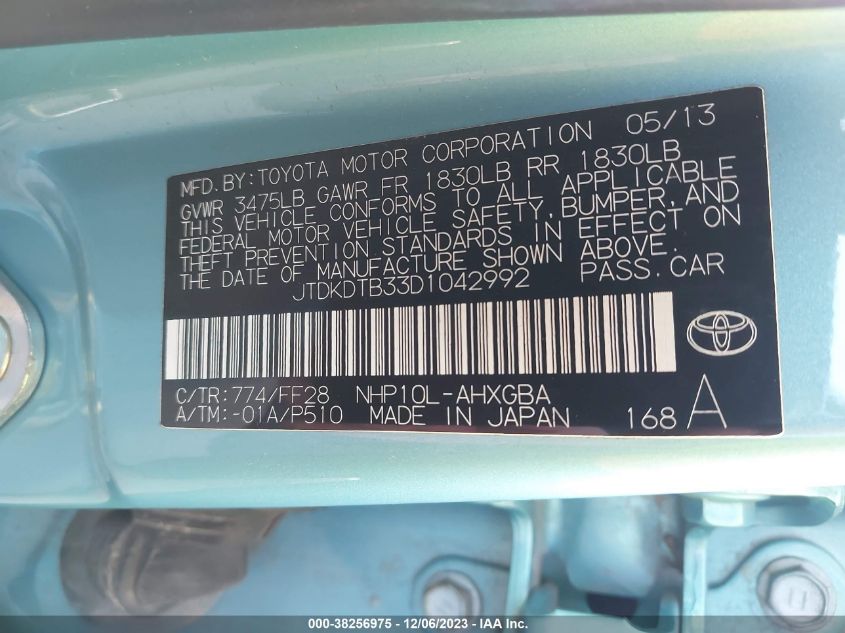 MFD. BY: TOYOTA MOTOR CORPORATION 05/13
GVWR 3475LB GAWR FR 1830LB RR 1830LB
THIS VEHICLE CONFORMS TO ALL APPLICABLE
FEDERAL MOTOR VEHICLE SAFETY, BUMPER, AND
THEFT PREVENTION STANDARDS IN EFFECT ON
THE DATE OF MANUFACTURE SHOWN ABOVE.
JTDKDTB33D1042992 PASS. CAR
C/TR: 774/FF28 NHP10L-AHXGBA
A/TM: -01A/P510 MADE IN JAPAN 168 A
000-38256975 - 12/06/2023 - IAA Inc.